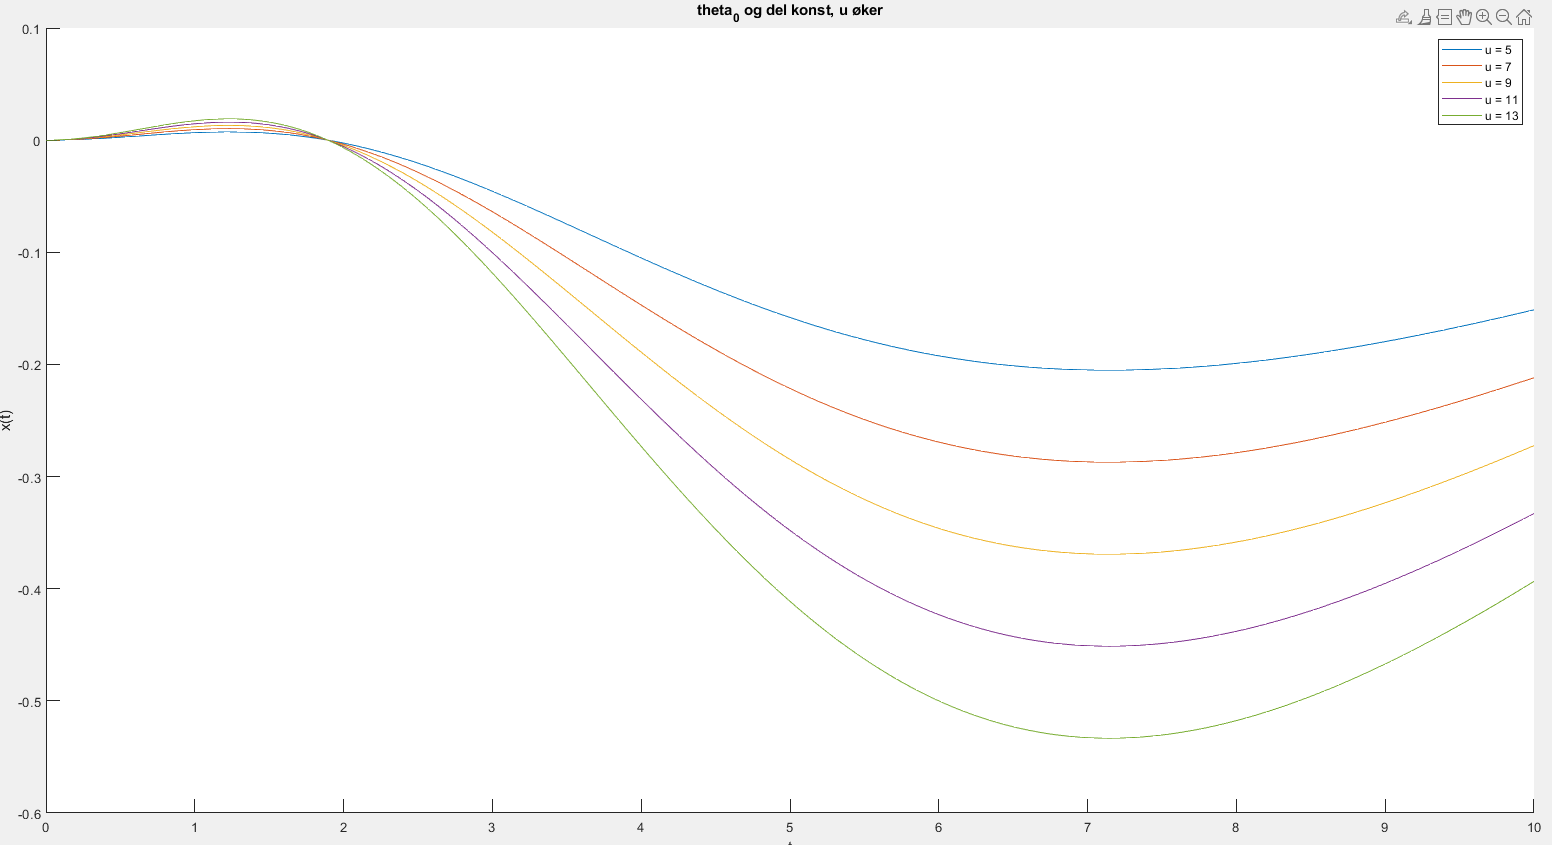 theta0 og del konst, u øker
u = 5
u = 7
u = 9
u = 11
u = 13
0.1
0
-0.1
-0.2
-0.3
-0.4
-0.5
-0.6
x(t)
0 1 2 3 4 5 6 7 8 9 10